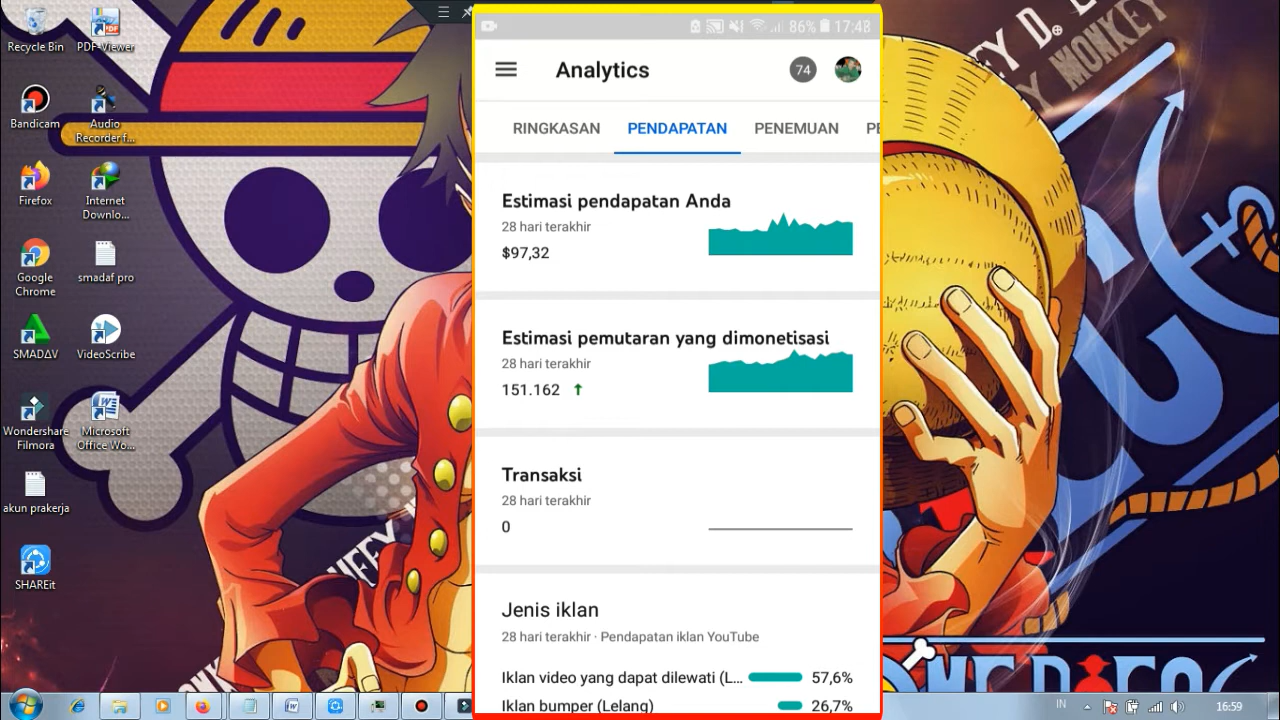 Recycle Bin
PDF-Viewer
Bandicam
Audio
Recorder f...
Firefox
Internet
Downlo...
Google
Chrome
smadaf pro
SMADΔV
VideoScribe
Wondershare
Filmora
Microsoft
Office Wo...
akun prakerja
SHAREit
86% 17:48
Analytics
74
RINGKASAN PENDAPATAN PENEMUAN PE
Estimasi pendapatan Anda
28 hari terakhir
$97,32
Estimasi pemutaran yang dimonetisasi
28 hari terakhir
151.162
Transaksi
28 hari terakhir
0
Jenis iklan
28 hari terakhir · Pendapatan iklan YouTube
Iklan video yang dapat dilewati (L... 57,6%
Iklan bumper (Lelang) 26,7%
D.
MONKEY
IN
16:59